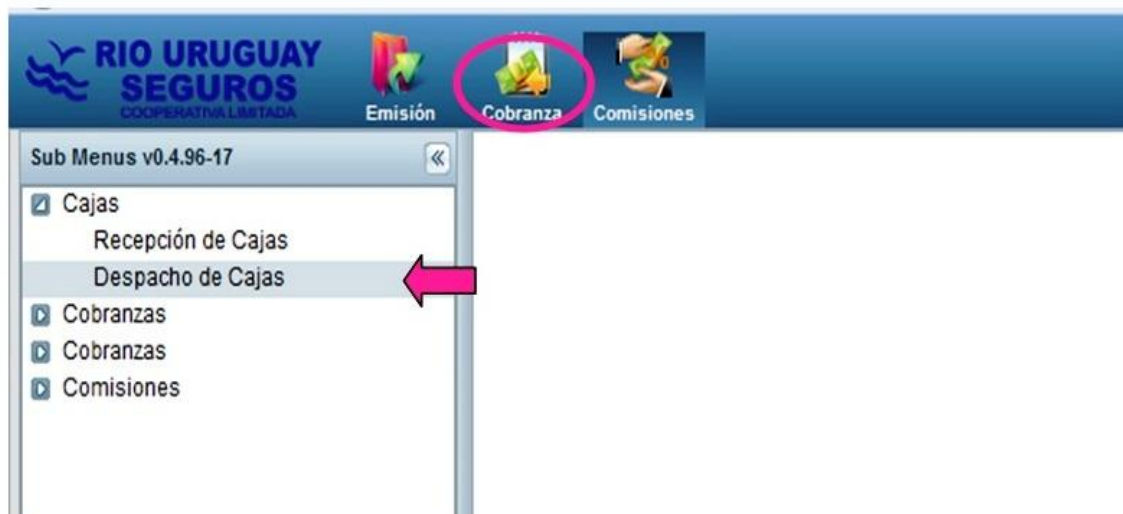 RIO URUGUAY
SEGUROS
COOPERATIVA LIMITADA
Emisión
Cobranza
Comisiones
Sub Menus v0.4.96-17
Cajas
Recepción de Cajas
Despacho de Cajas
Cobranzas
Cobranzas
Comisiones